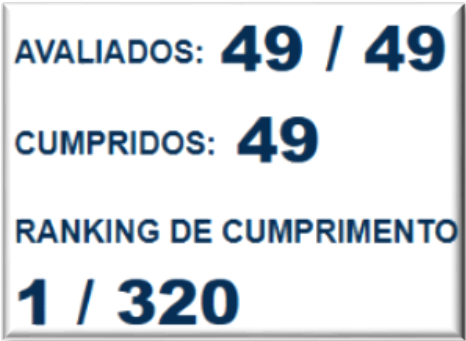 AVALIADOS: 49 / 49
CUMPRIDOS: 49
RANKING DE CUMPRIMENTO
1 / 320